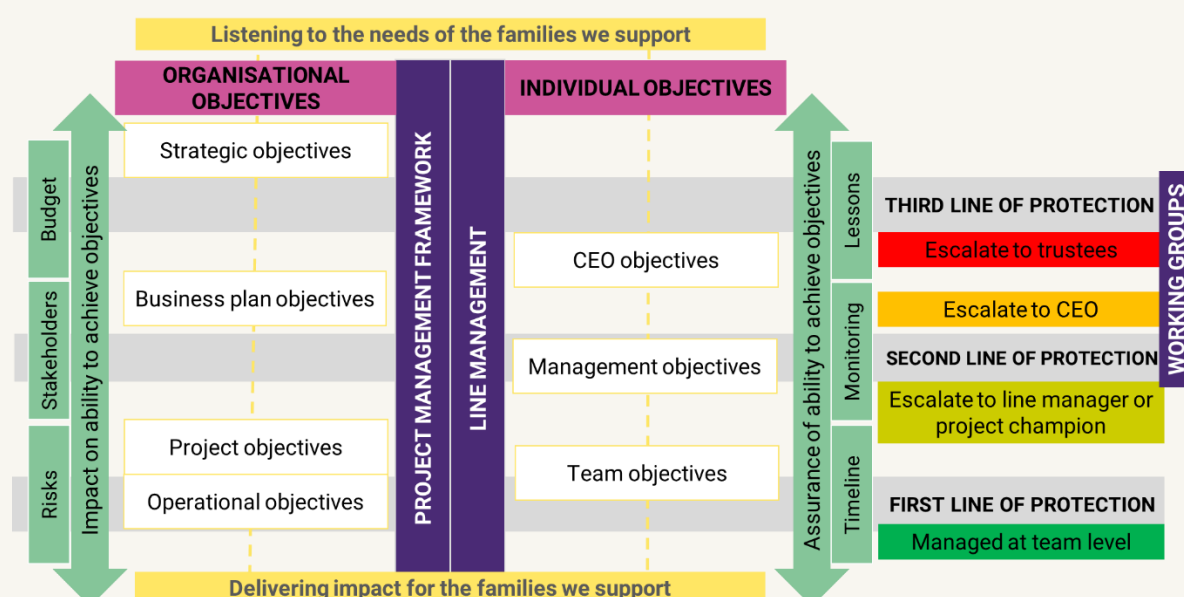 Listening to the needs of the families we support
ORGANISATIONAL
OBJECTIVES
INDIVIDUAL OBJECTIVES
PROJECT MANAGEMENT FRAMEWORK
LINE MANAGEMENT
Budget
Stakeholders
Risks
Impact on ability to achieve objectives
Strategic objectives
Business plan objectives
Project objectives
Operational objectives
CEO objectives
Management objectives
Team objectives
Assurance of ability to achieve objectives
Lessons
Monitoring
Timeline
THIRD LINE OF PROTECTION
Escalate to trustees
Escalate to CEO
SECOND LINE OF PROTECTION
Escalate to line manager or
project champion
FIRST LINE OF PROTECTION
Managed at team level
WORKING GROUPS
Delivering impact for the families we support